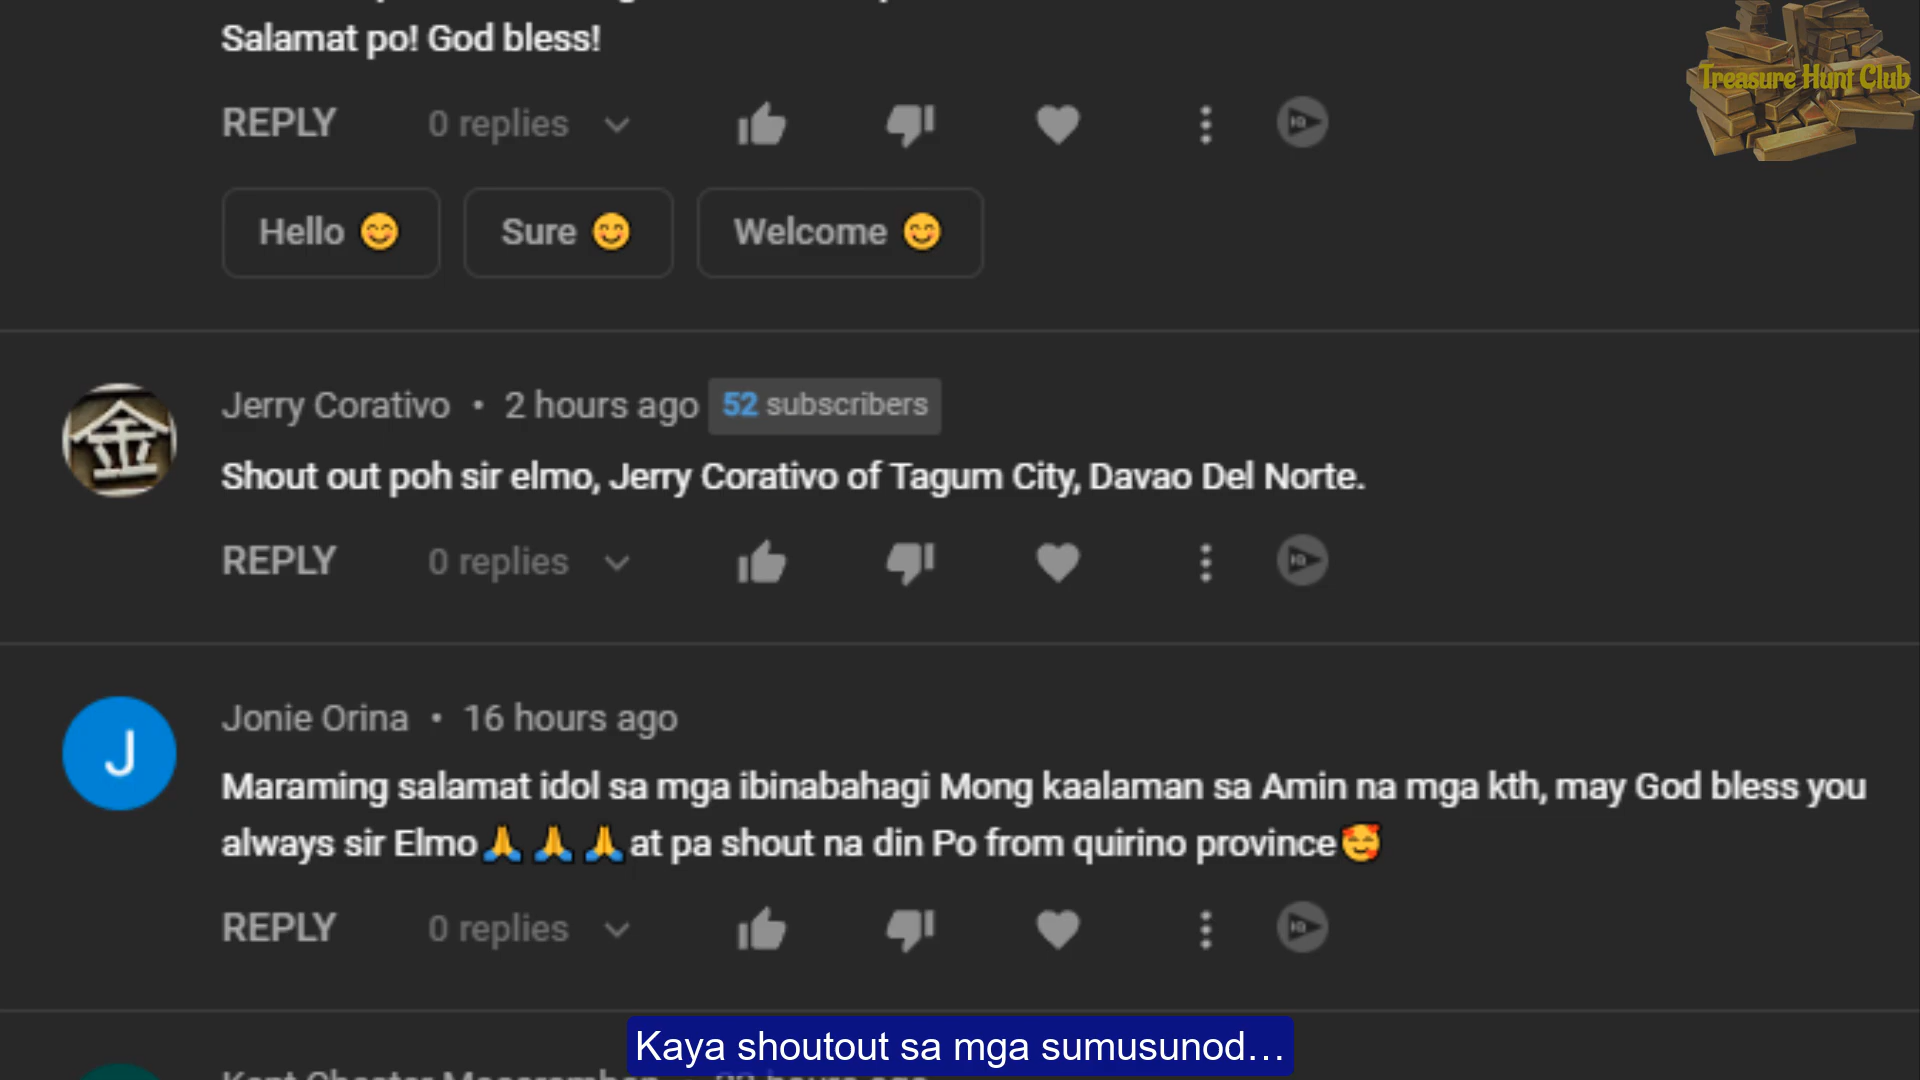 Salamat po! God bless!
Treasure Hunt Club
REPLY 0 replies
Hello 😊 Sure 😊 Welcome 😊
金
Jerry Corativo • 2 hours ago 52 subscribers
Shout out poh sir elmo, Jerry Corativo of Tagum City, Davao Del Norte.
REPLY 0 replies
J
Jonie Orina • 16 hours ago
Maraming salamat idol sa mga ibinabahagi Mong kaalaman sa Amin na mga kth, may God bless you
always sir Elmo🙏🙏🙏at pa shout na din Po from quirino province🥰
REPLY 0 replies
Kaya shoutout sa mga sumusunod...